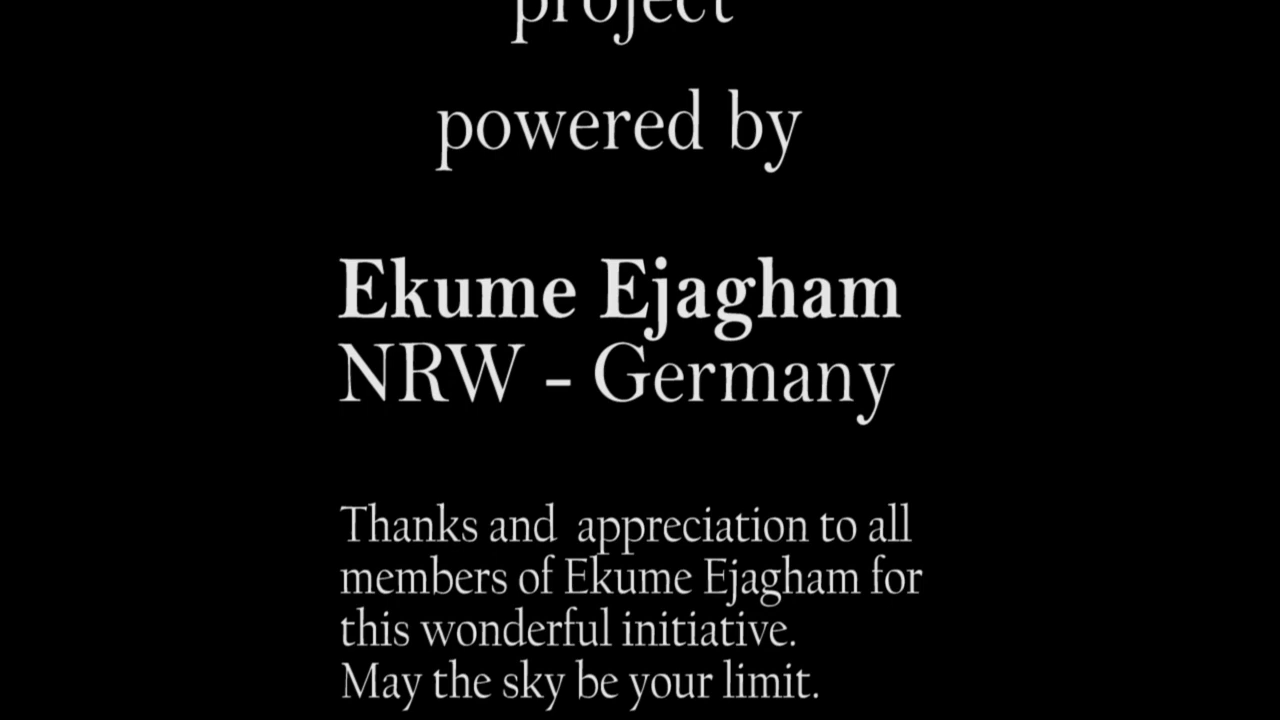 project
powered by
Ekume Ejagham
NRW - Germany
Thanks and appreciation to all
members of Ekume Ejagham for
this wonderful initiative.
May the sky be your limit.